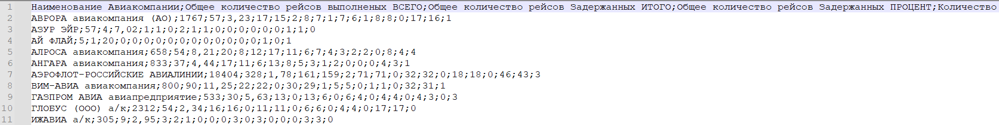 1 Наименование Авиакомпании;Общее количество рейсов выполненых ВСЕГО;Общее количество рейсов Задержанных ИТОГО;Общее количество рейсов Задержанных ПРОЦЕНТ;Количество
2 АВРОРА авиакомпания (АО);1767;57;3,23;17;15;2;8;7;1;7;6;1;8;8;0;17;16;1
3 АЗУР ЭЙР;57;4;7,02;1;1;0;2;1;1;0;0;0;0;0;0;1;1;0
4 АЙ ФЛАЙ;5;1;20;0;0;0;0;0;0;0;0;0;0;0;0;1;0;1
5 АЛРОСА авиакомпания;658;54;8,21;20;8;12;17;11;6;7;4;3;2;2;0;8;4;4
6 АНГАРА авиакомпания;833;37;4,44;17;11;6;13;8;5;3;1;2;0;0;0;4;3;1
7 АЭРОФЛОТ-РОССИЙСКИЕ АВИАЛИНИИ;18404;328;1,78;161;159;2;71;71;0;32;32;0;18;18;0;46;43;3
8 ВИМ-АВИА авиакомпания;800;90;11,25;22;22;0;30;29;1;5;5;0;1;1;0;32;31;1
9 ГАЗПРОМ АВИА авиапредприятие;533;30;5,63;13;0;13;6;0;6;4;0;4;4;0;4;3;0;3
10 ГЛОБУС (ООО) а/к;2312;54;2,34;16;16;0;11;11;0;6;6;0;4;4;0;17;17;0
11 ИЖАВИА а/к;305;9;2,95;3;2;1;0;0;0;3;0;3;0;0;0;3;3;0